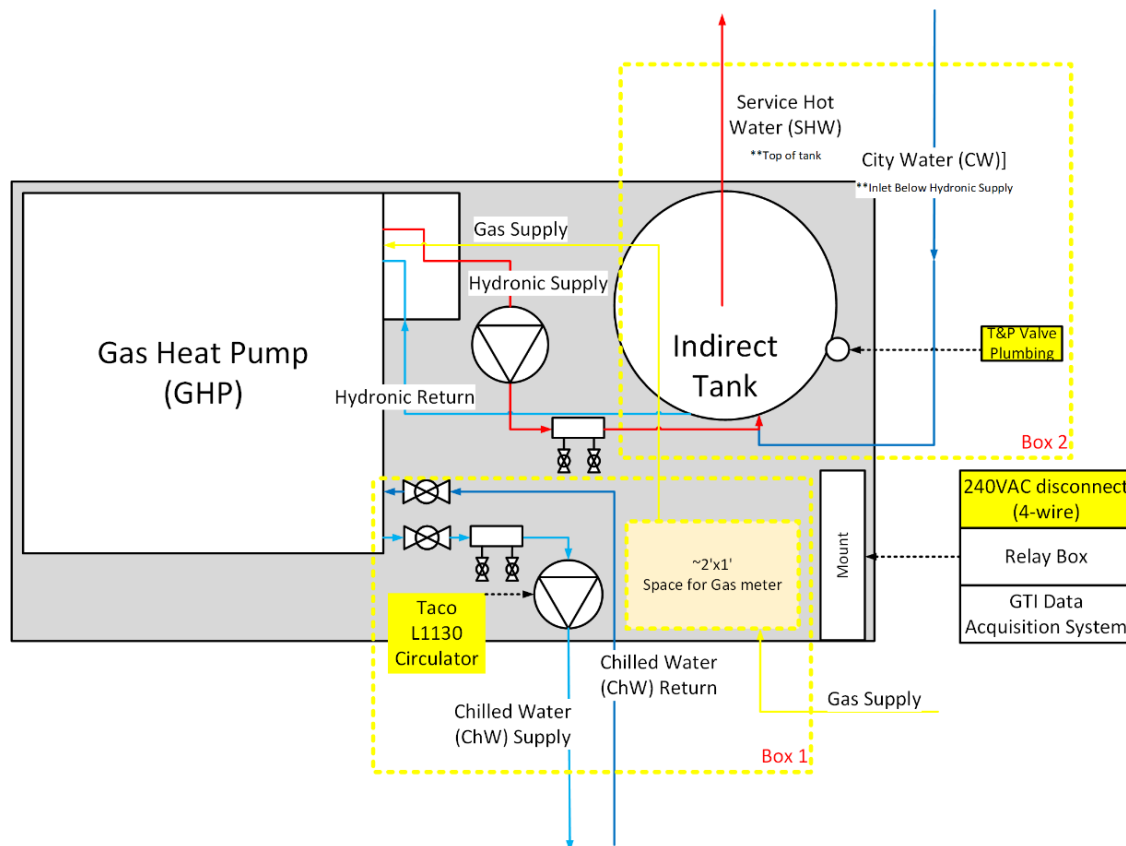 Service Hot
Water (SHW)
**Top of tank
City Water (CW)]
**Inlet Below Hydronic Supply
Gas Supply
Hydronic Supply
Gas Heat Pump
(GHP)
Indirect
Tank
T&P Valve
Plumbing
Hydronic Return
Box 2
240VAC disconnect
(4-wire)
Relay Box
GTI Data
Acquisition System
Mount
~2'x1'
Space for Gas meter
Taco
L1130
Circulator
Chilled Water
(ChW) Return
Chilled Water
(ChW) Supply
Gas Supply
Box 1